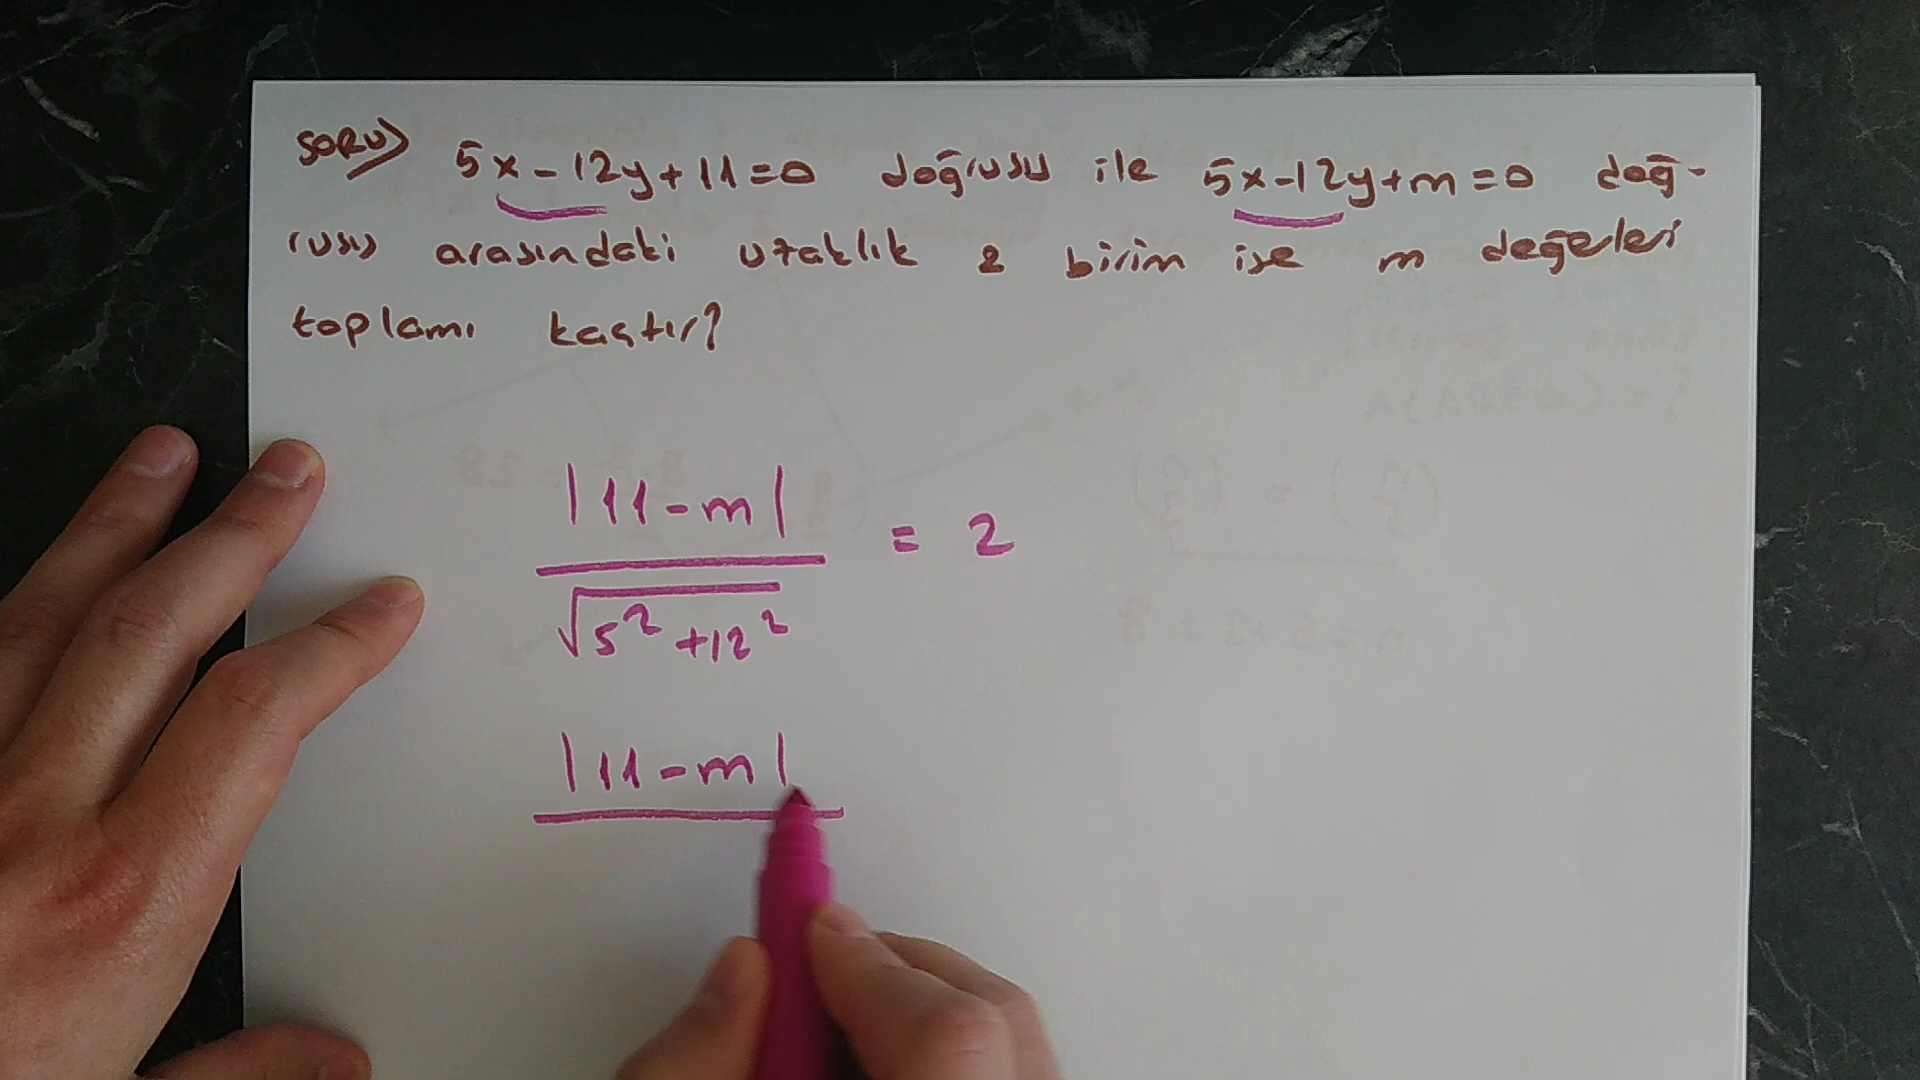 SORU) 5x-12y+11=0 doğrusu ile 5x-12y+m=0 doğ-
rusu arasındaki uzaklık 2 birim ise m değerleri
toplamı kaçtır?
|11-m|
= 2
√5²+12²
|11-m|